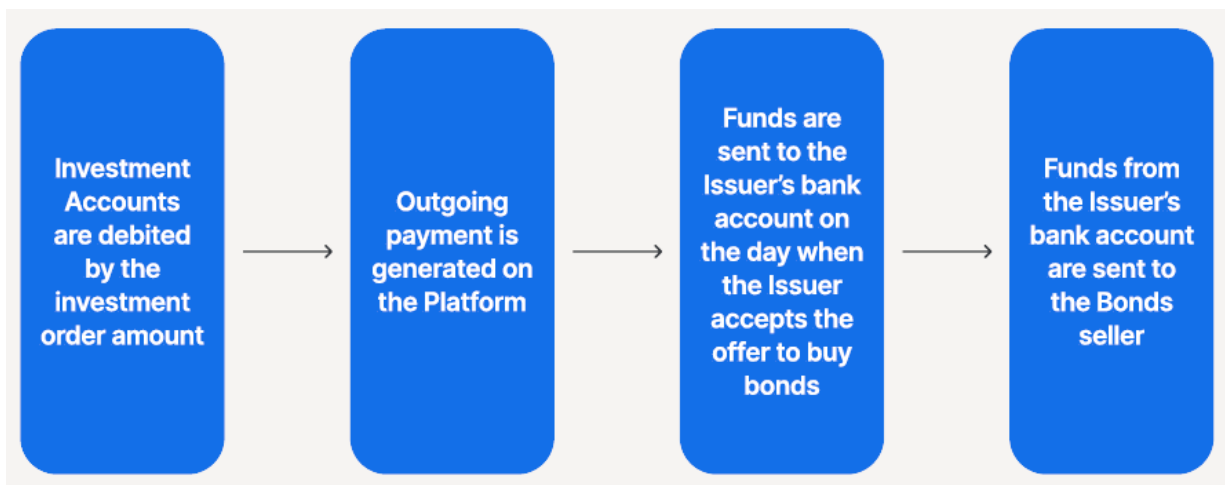 Investment
Accounts
are debited
by the
investment
order amount
Outgoing
payment is
generated on
the Platform
Funds are
sent to the
Issuer’s bank
account on
the day when
the Issuer
accepts the
offer to buy
bonds
Funds from
the Issuer’s
bank account
are sent to
the Bonds
seller